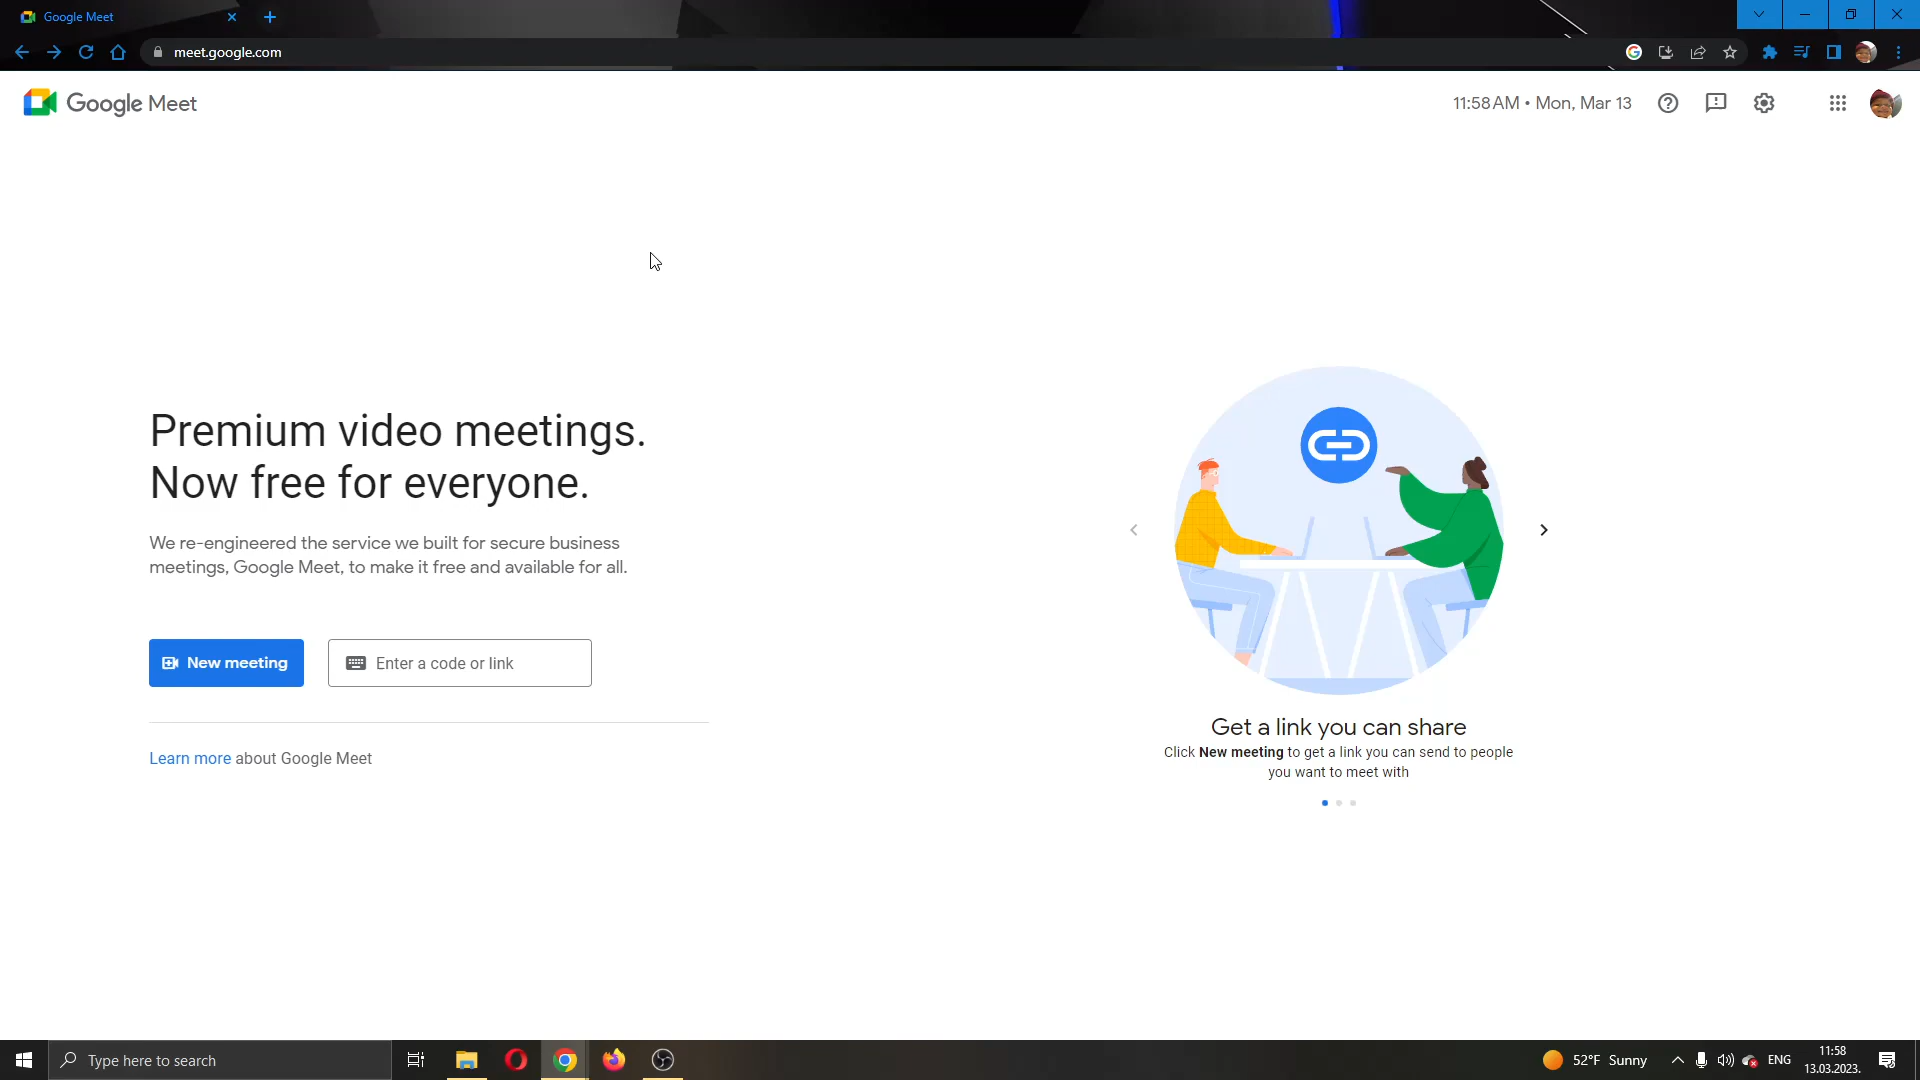 Google Meet
meet.google.com
Google Meet
11:58 AM • Mon, Mar 13
Premium video meetings.
Now free for everyone.
We re-engineered the service we built for secure business
meetings, Google Meet, to make it free and available for all.
New meeting
Enter a code or link
Learn more about Google Meet
Get a link you can share
Click New meeting to get a link you can send to people
you want to meet with
Type here to search
52°F Sunny
ENG
11:58
13.03.2023.